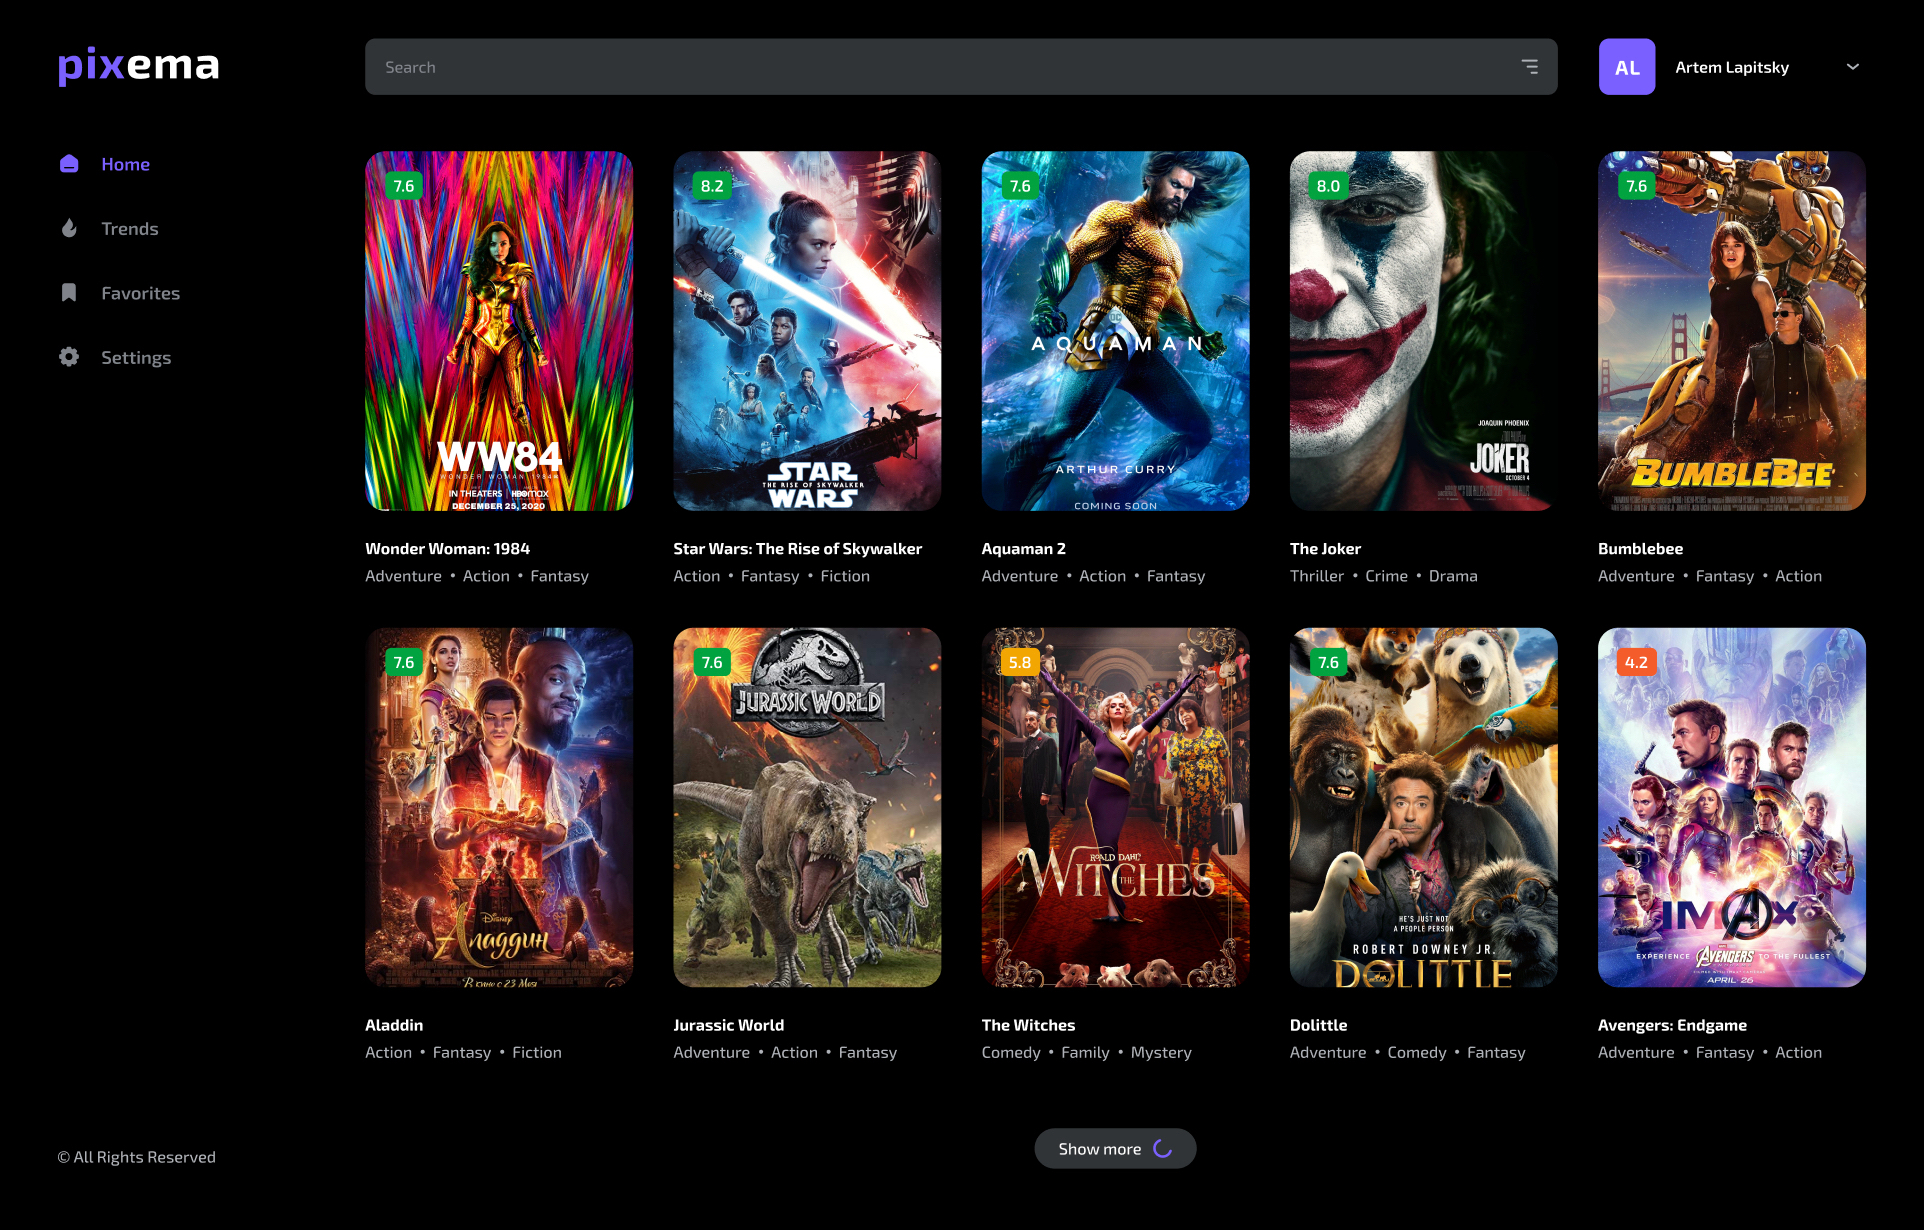 pixema
Search
AL
Artem Lapitsky
Home
Trends
Favorites
Settings
7.6
WW84
WONDER WOMAN 1984
IN THEATERS | HBOMAX
DECEMBER 25, 2020
Wonder Woman: 1984
Adventure • Action • Fantasy
8.2
STAR
THE RISE OF SKYWALKER
WARS
Star Wars: The Rise of Skywalker
Action • Fantasy • Fiction
7.6
AQUAMAN
ARTHUR CURRY
COMING SOON
Aquaman 2
Adventure • Action • Fantasy
8.0
JOAQUIN PHOENIX
JOKER
OCTOBER 4
The Joker
Thriller • Crime • Drama
7.6
BUMBLEBEE
Bumblebee
Adventure • Fantasy • Action
7.6
Disney
Аладдин
В кино с 23 Мая
Aladdin
Action • Fantasy • Fiction
7.6
JURASSIC WORLD
Jurassic World
Adventure • Action • Fantasy
5.8
ROALD DAHL'S
THE WITCHES
The Witches
Comedy • Family • Mystery
7.6
HE'S JUST NOT
A PEOPLE PERSON
ROBERT DOWNEY JR.
DOLITTLE
Dolittle
Adventure • Comedy • Fantasy
4.2
IMAX
EXPERIENCE AVENGERS TO THE FULLEST
APRIL 26
Avengers: Endgame
Adventure • Fantasy • Action
Show more
© All Rights Reserved